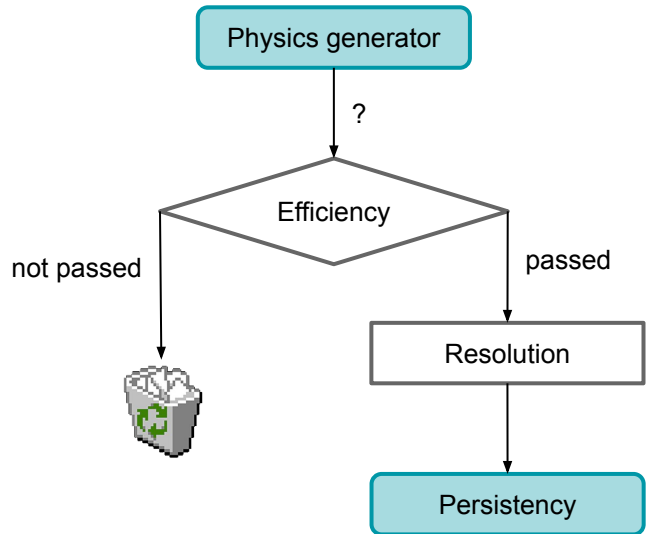 Physics generator
?
Efficiency
not passed
passed
Resolution
Persistency